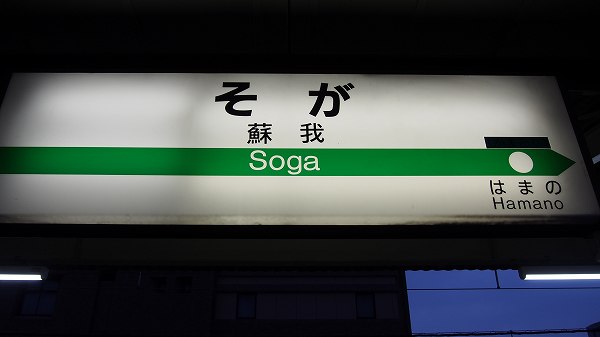 そが
蘇我
Soga
はまの
Hamano